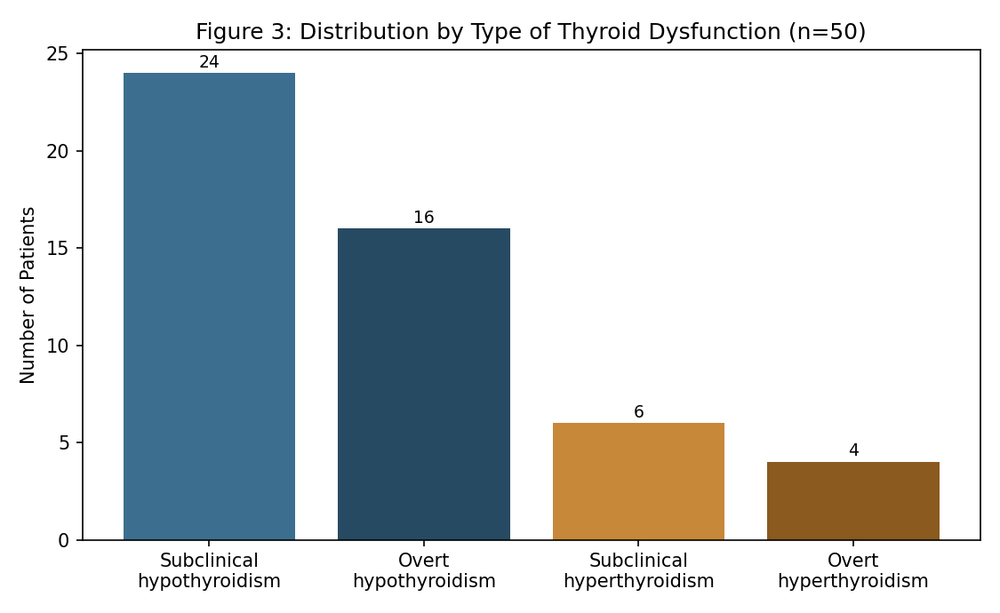 Figure 3: Distribution by Type of Thyroid Dysfunction (n=50)
25
20
15
10
5
0
Number of Patients
24
16
6
4
Subclinical
hypothyroidism
Overt
hypothyroidism
Subclinical
hyperthyroidism
Overt
hyperthyroidism